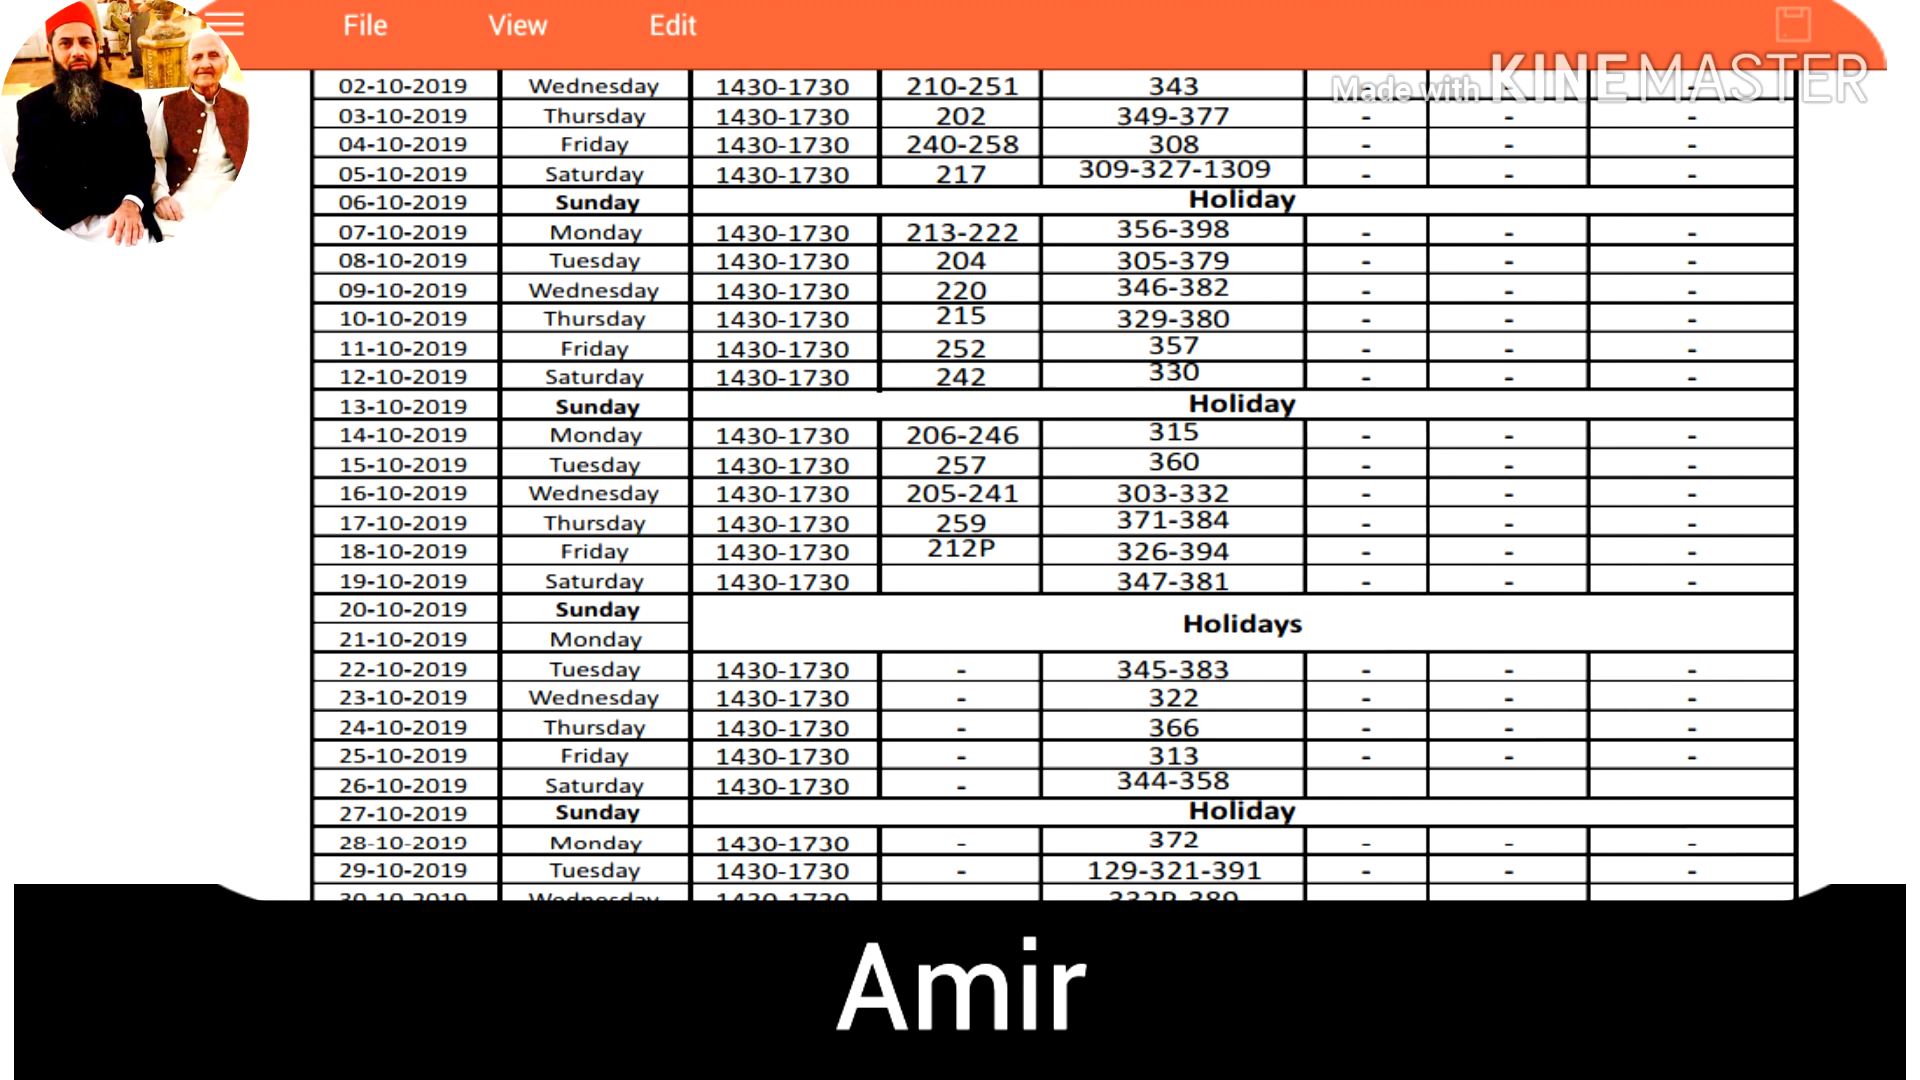 File View Edit
Made with KINEMASTER
02-10-2019 Wednesday 1430-1730 210-251 343 - - -
03-10-2019 Thursday 1430-1730 202 349-377 - - -
04-10-2019 Friday 1430-1730 240-258 308 - - -
05-10-2019 Saturday 1430-1730 217 309-327-1309 - - -
06-10-2019 Sunday Holiday
07-10-2019 Monday 1430-1730 213-222 356-398 - - -
08-10-2019 Tuesday 1430-1730 204 305-379 - - -
09-10-2019 Wednesday 1430-1730 220 346-382 - - -
10-10-2019 Thursday 1430-1730 215 329-380 - - -
11-10-2019 Friday 1430-1730 252 357 - - -
12-10-2019 Saturday 1430-1730 242 330 - - -
13-10-2019 Sunday Holiday
14-10-2019 Monday 1430-1730 206-246 315 - - -
15-10-2019 Tuesday 1430-1730 257 360 - - -
16-10-2019 Wednesday 1430-1730 205-241 303-332 - - -
17-10-2019 Thursday 1430-1730 259 371-384 - - -
18-10-2019 Friday 1430-1730 212P 326-394 - - -
19-10-2019 Saturday 1430-1730 347-381 - - -
20-10-2019 Sunday Holidays
21-10-2019 Monday
22-10-2019 Tuesday 1430-1730 - 345-383 - - -
23-10-2019 Wednesday 1430-1730 - 322 - - -
24-10-2019 Thursday 1430-1730 - 366 - - -
25-10-2019 Friday 1430-1730 - 313 - - -
26-10-2019 Saturday 1430-1730 - 344-358
27-10-2019 Sunday Holiday
28-10-2019 Monday 1430-1730 - 372 - - -
29-10-2019 Tuesday 1430-1730 - 129-321-391 - - -
30-10-2019 Wednesday 1430-1730
Amir